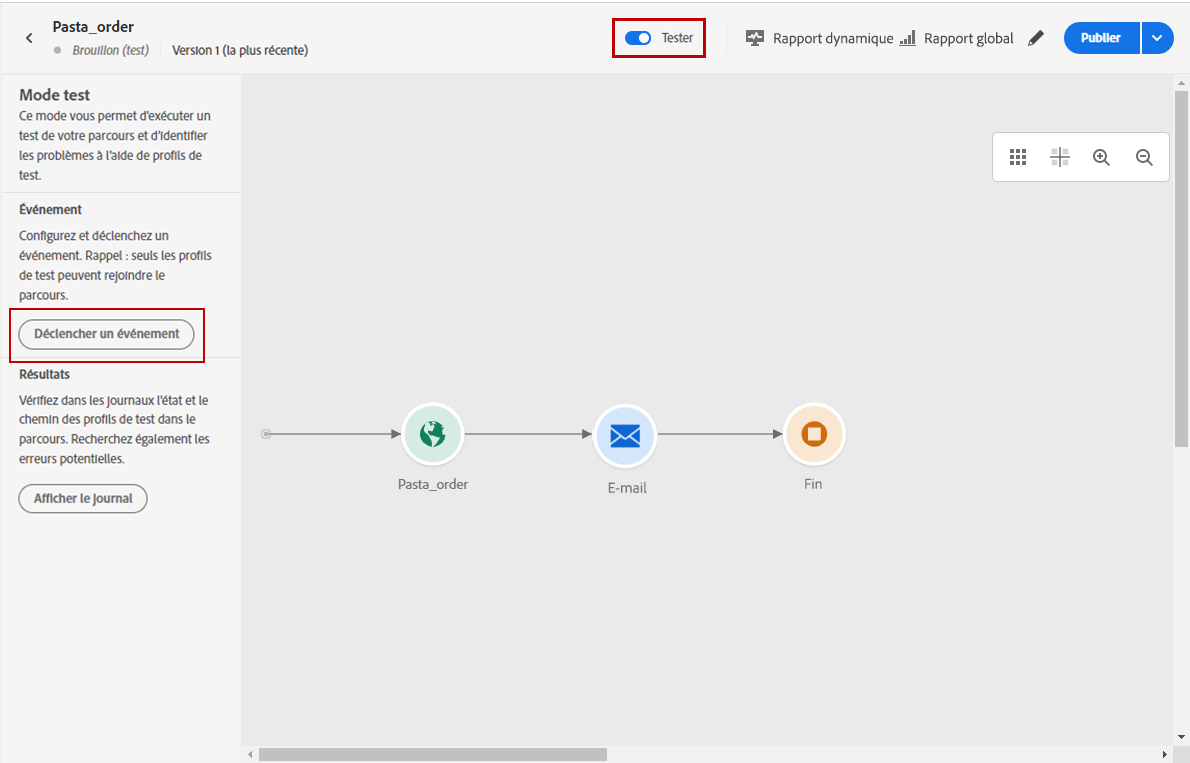 Pasta_order
Brouillon (test)
Version 1 (la plus récente)
Tester
Rapport dynamique
Rapport global
Publier
Mode test
Ce mode vous permet d'exécuter un
test de votre parcours et d'identifier
les problèmes à l'aide de profils de
test.
Événement
Configurez et déclenchez un
événement. Rappel : seuls les profils
de test peuvent rejoindre le
parcours.
Déclencher un événement
Résultats
Vérifiez dans les journaux l'état et le
chemin des profils de test dans le
parcours. Recherchez également les
erreurs potentielles.
Afficher le journal
Pasta_order
E-mail
Fin